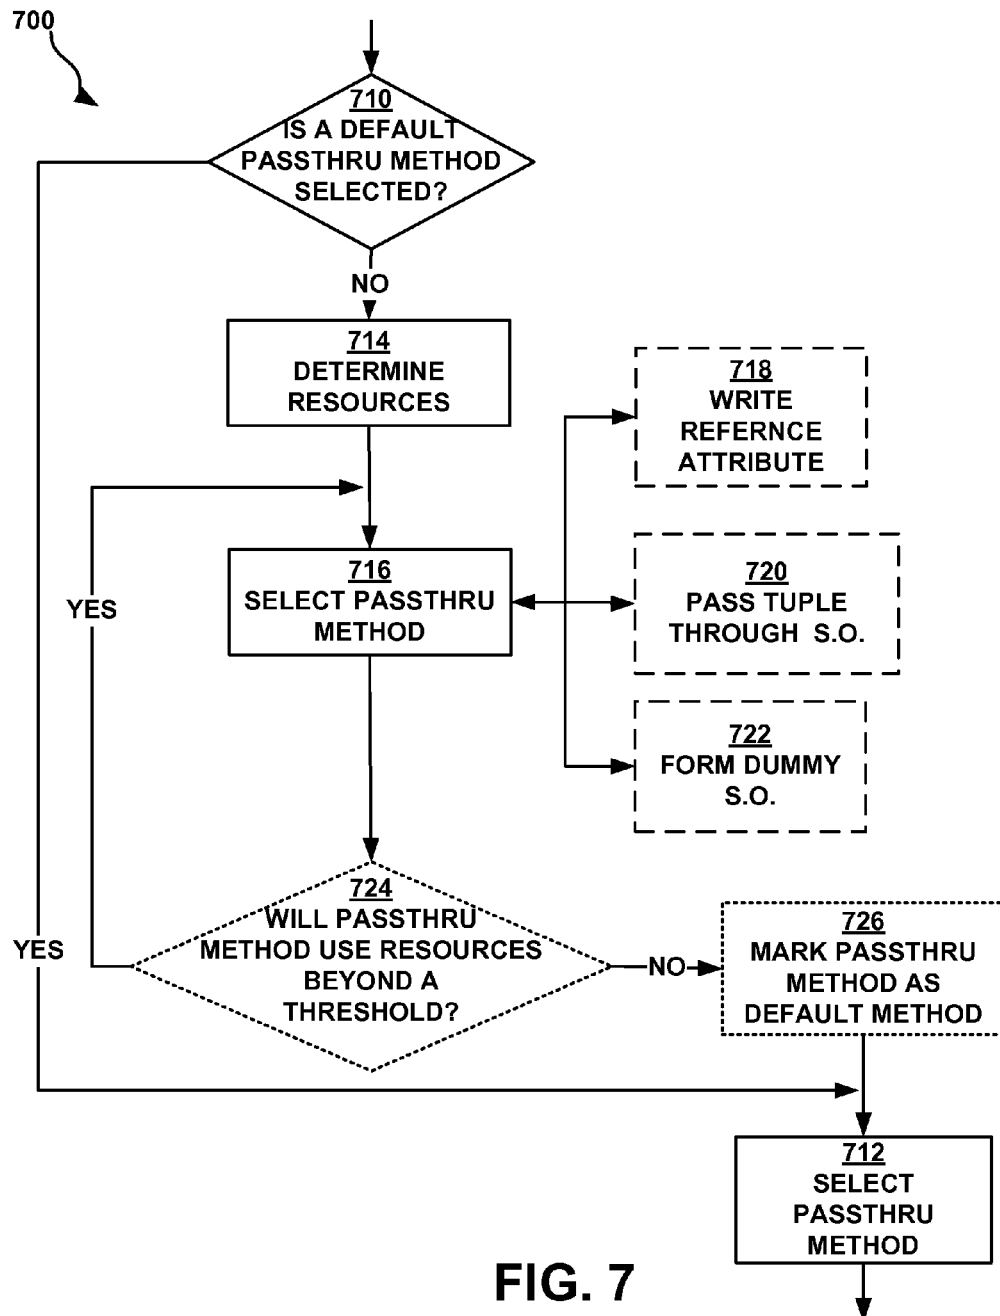 700
710
IS A DEFAULT
PASSTHRU METHOD
SELECTED?
NO
714
DETERMINE
RESOURCES
718
WRITE
REFERNCE
ATTRIBUTE
716
SELECT PASSTHRU
METHOD
720
PASS TUPLE
THROUGH S.O.
722
FORM DUMMY
S.O.
YES
724
WILL PASSTHRU
METHOD USE RESOURCES
BEYOND A
THRESHOLD?
NO
726
MARK PASSTHRU
METHOD AS
DEFAULT METHOD
YES
712
SELECT
PASSTHRU
METHOD
FIG. 7